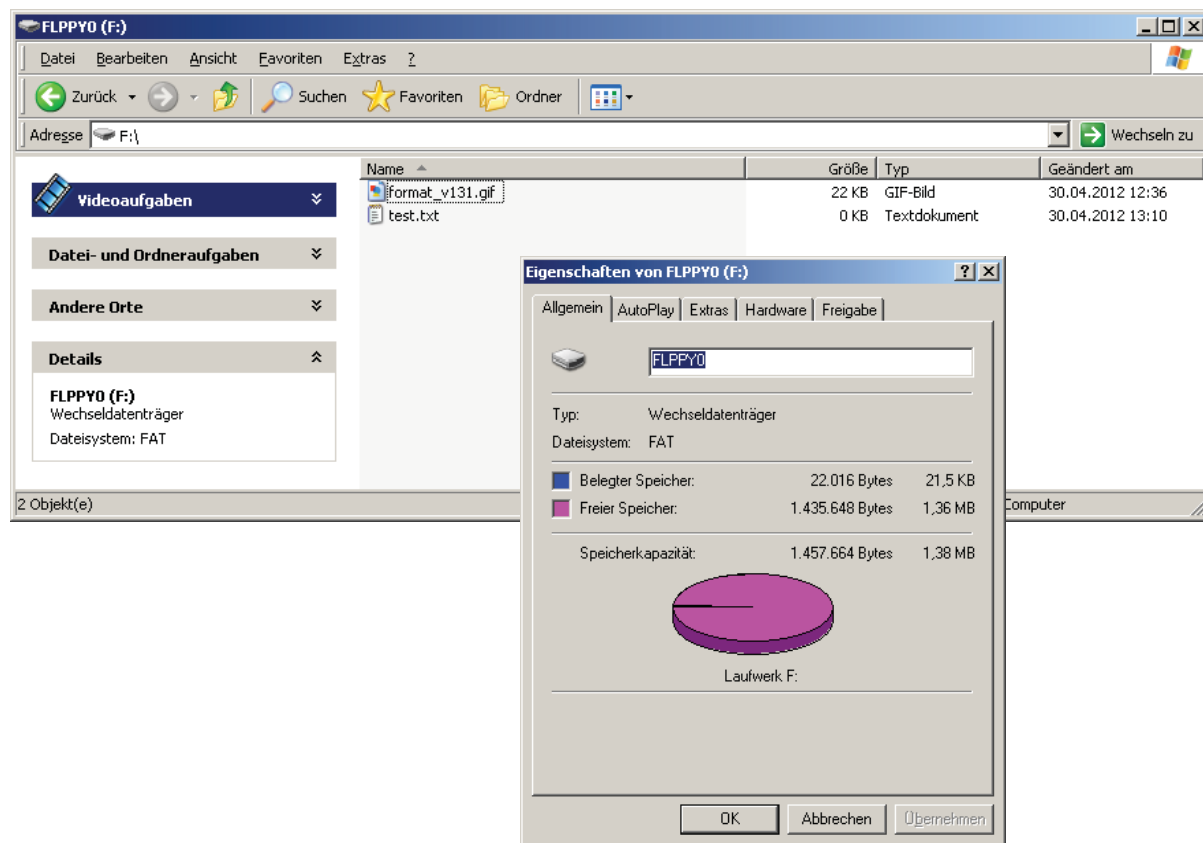 FLPPY0 (F:)
Datei Bearbeiten Ansicht Favoriten Extras ?
Zurück Suchen Favoriten Ordner
Adresse F:\ Wechseln zu
Name Größe Typ Geändert am
format_v131.gif 22 KB GIF-Bild 30.04.2012 12:36
test.txt 0 KB Textdokument 30.04.2012 13:10
Videoaufgaben
Datei- und Ordneraufgaben
Andere Orte
Details
FLPPY0 (F:)
Wechseldatenträger
Dateisystem: FAT
2 Objekt(e)
Computer
Eigenschaften von FLPPY0 (F:)
Allgemein AutoPlay Extras Hardware Freigabe
FLPPY0
Typ: Wechseldatenträger
Dateisystem: FAT
Belegter Speicher: 22.016 Bytes 21,5 KB
Freier Speicher: 1.435.648 Bytes 1,36 MB
Speicherkapazität: 1.457.664 Bytes 1,38 MB
Laufwerk F:
OK Abbrechen Übernehmen